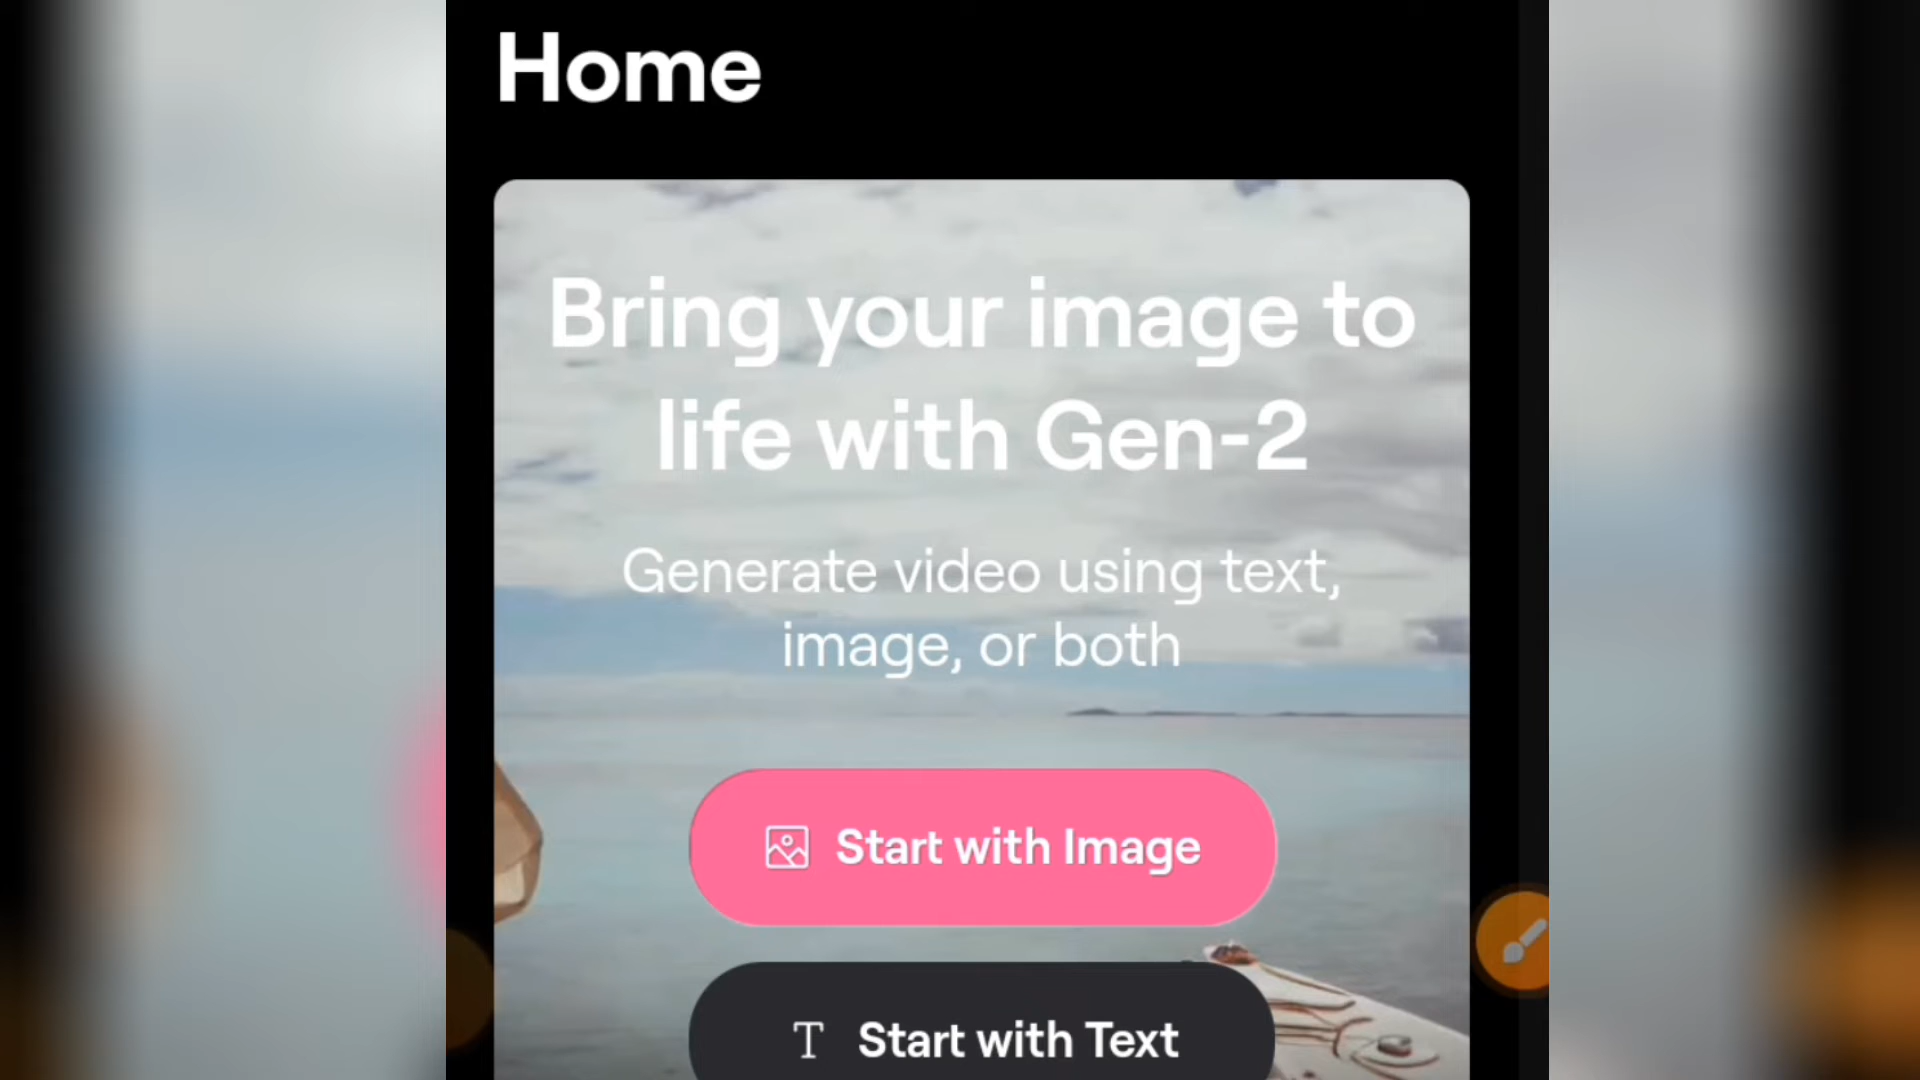 Home
Bring your image to
life with Gen-2
Generate video using text,
image, or both
Start with Image
Start with Text